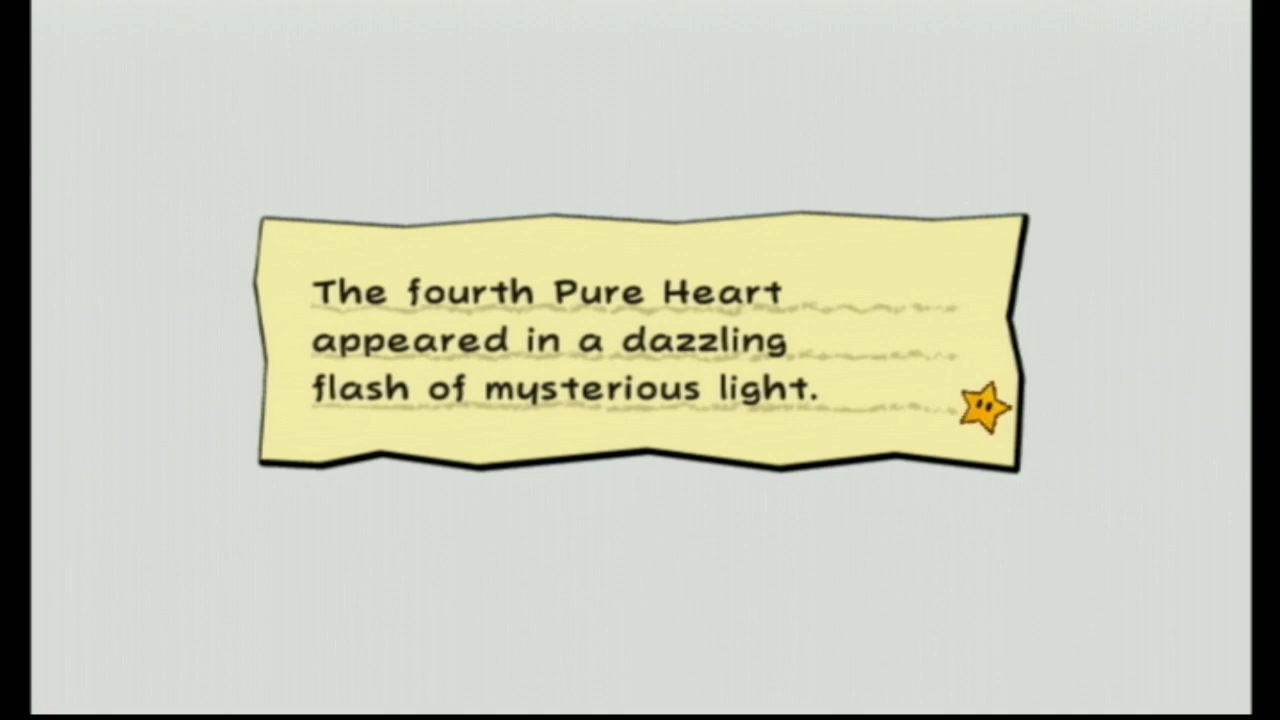 The fourth Pure Heart
appeared in a dazzling
flash of mysterious light.